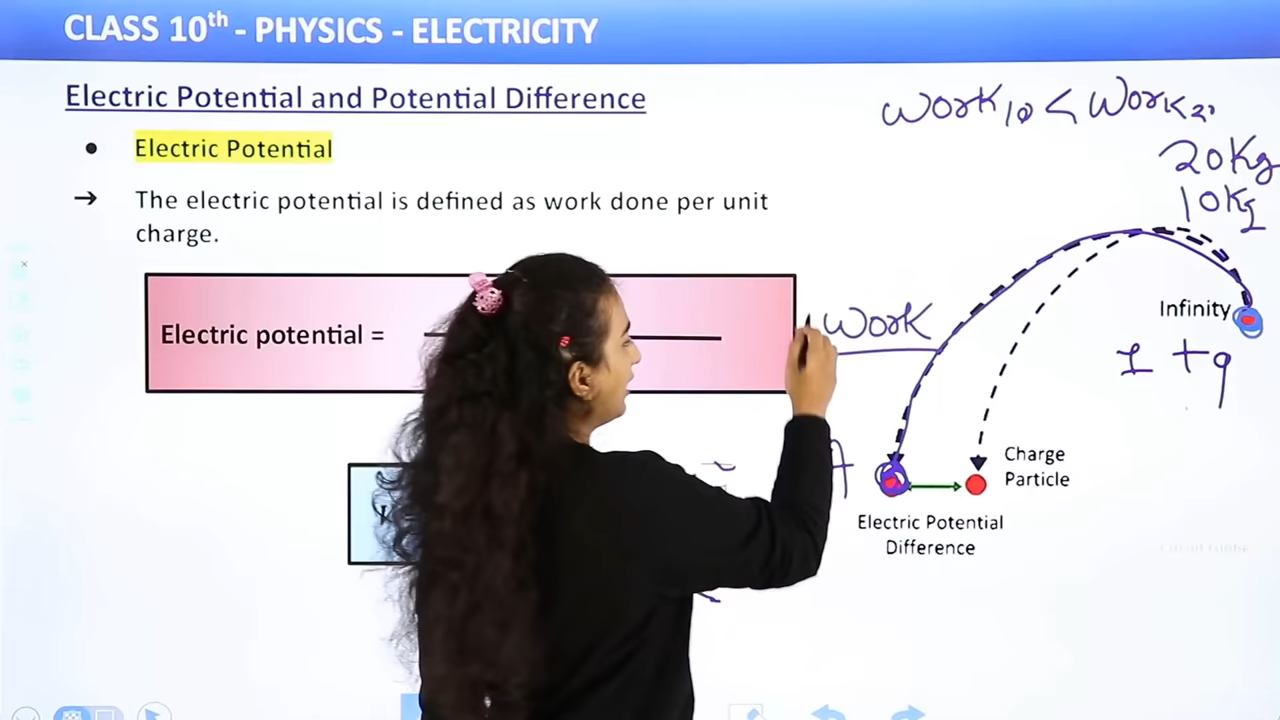 CLASS 10th - PHYSICS - ELECTRICITY
Electric Potential and Potential Difference
Work10 < Work20
● Electric Potential
20Kg
→ The electric potential is defined as work done per unit
charge.
10Kg
Infinity
Work
Electric potential =
1 +q
Charge
Particle
A
Electric Potential
Difference